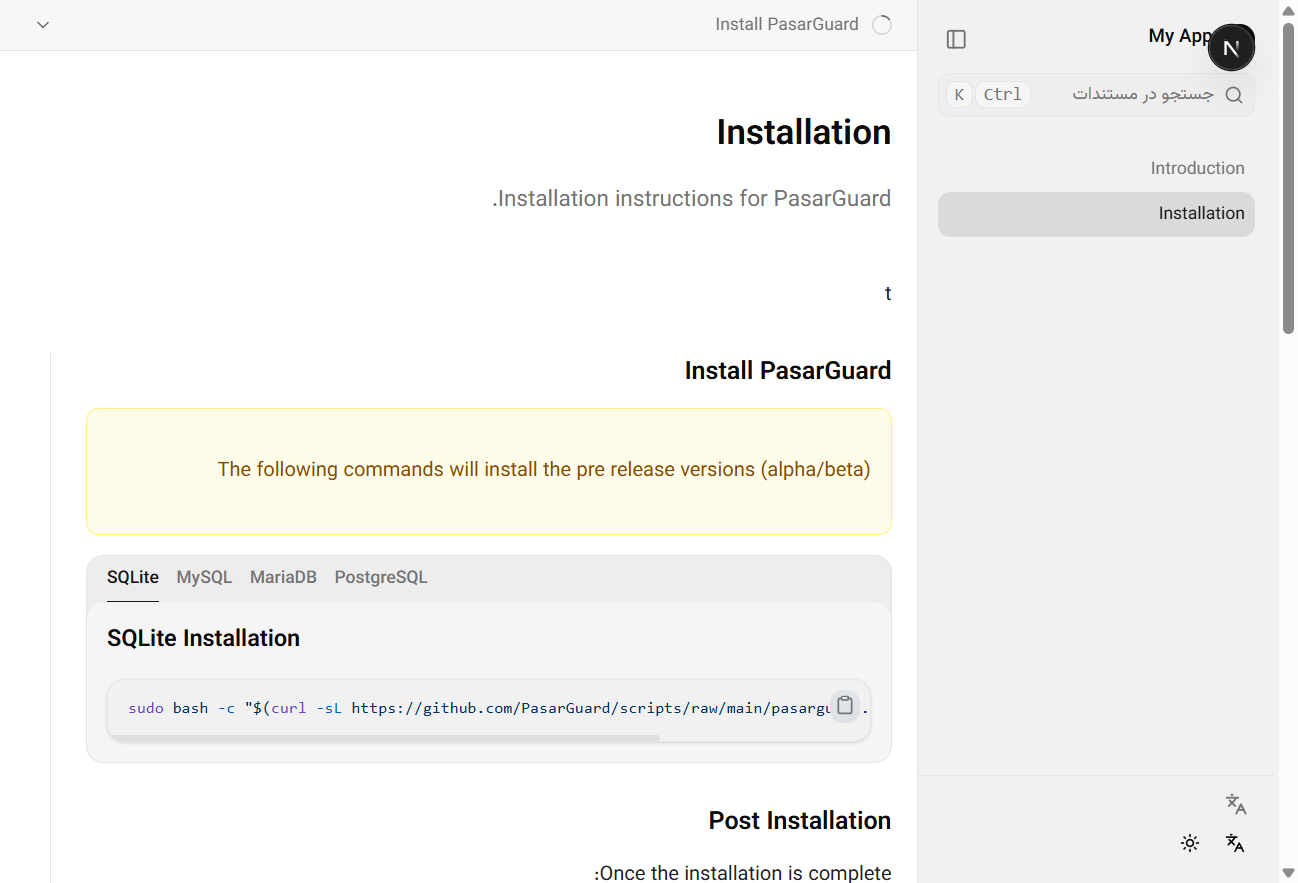 Install PasarGuard
My App
N
جستجو در مستندات
Ctrl K
Introduction
Installation
Installation
Installation instructions for PasarGuard.
t
Install PasarGuard
The following commands will install the pre release versions (alpha/beta)
SQLite MySQL MariaDB PostgreSQL
SQLite Installation
sudo bash -c "$(curl -sL https://github.com/PasarGuard/scripts/raw/main/pasargu
Post Installation
Once the installation is complete: